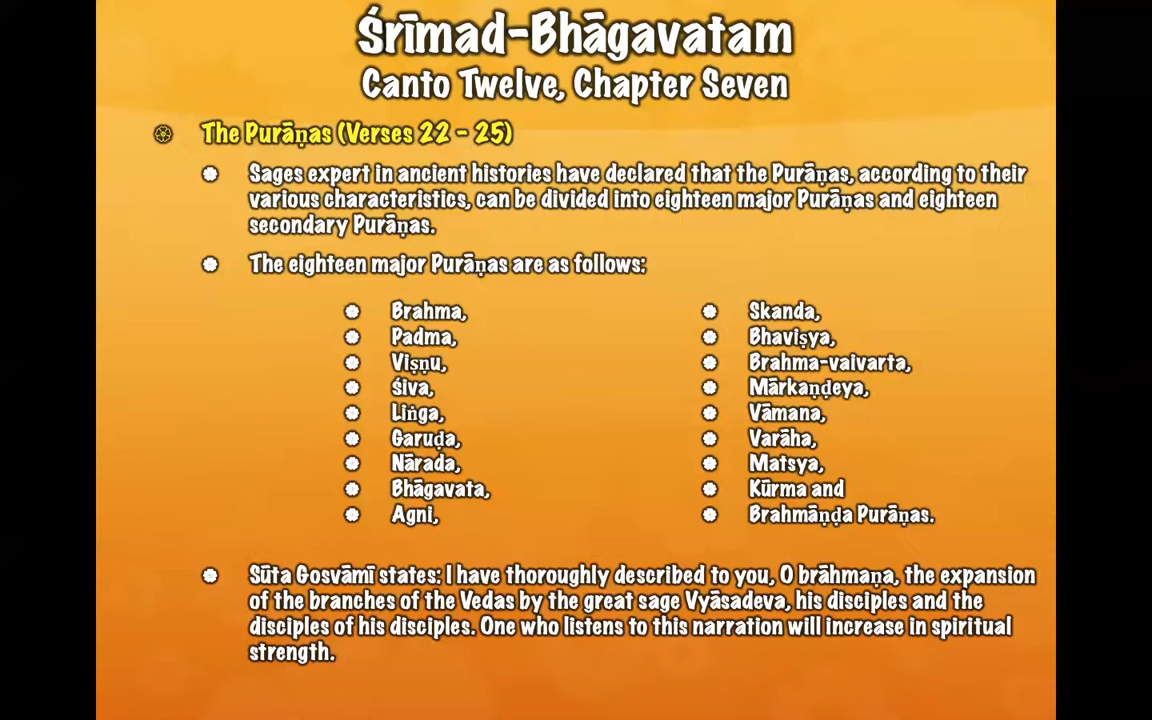 Śrīmad-Bhāgavatam
Canto Twelve, Chapter Seven
The Purāṇas (Verses 22 - 25)
Sages expert in ancient histories have declared that the Purāṇas, according to their
various characteristics, can be divided into eighteen major Purāṇas and eighteen
secondary Purāṇas.
The eighteen major Purāṇas are as follows:
Brahma,
Padma,
Viṣṇu,
śiva,
Liṅga,
Garuḍa,
Nārada,
Bhāgavata,
Agni,
Skanda,
Bhaviṣya,
Brahma-vaivarta,
Mārkaṇḍeya,
Vāmana,
Varāha,
Matsya,
Kūrma and
Brahmāṇḍa Purāṇas.
Sūta Gosvāmī states: I have thoroughly described to you, O brāhmaṇa, the expansion
of the branches of the Vedas by the great sage Vyāsadeva, his disciples and the
disciples of his disciples. One who listens to this narration will increase in spiritual
strength.